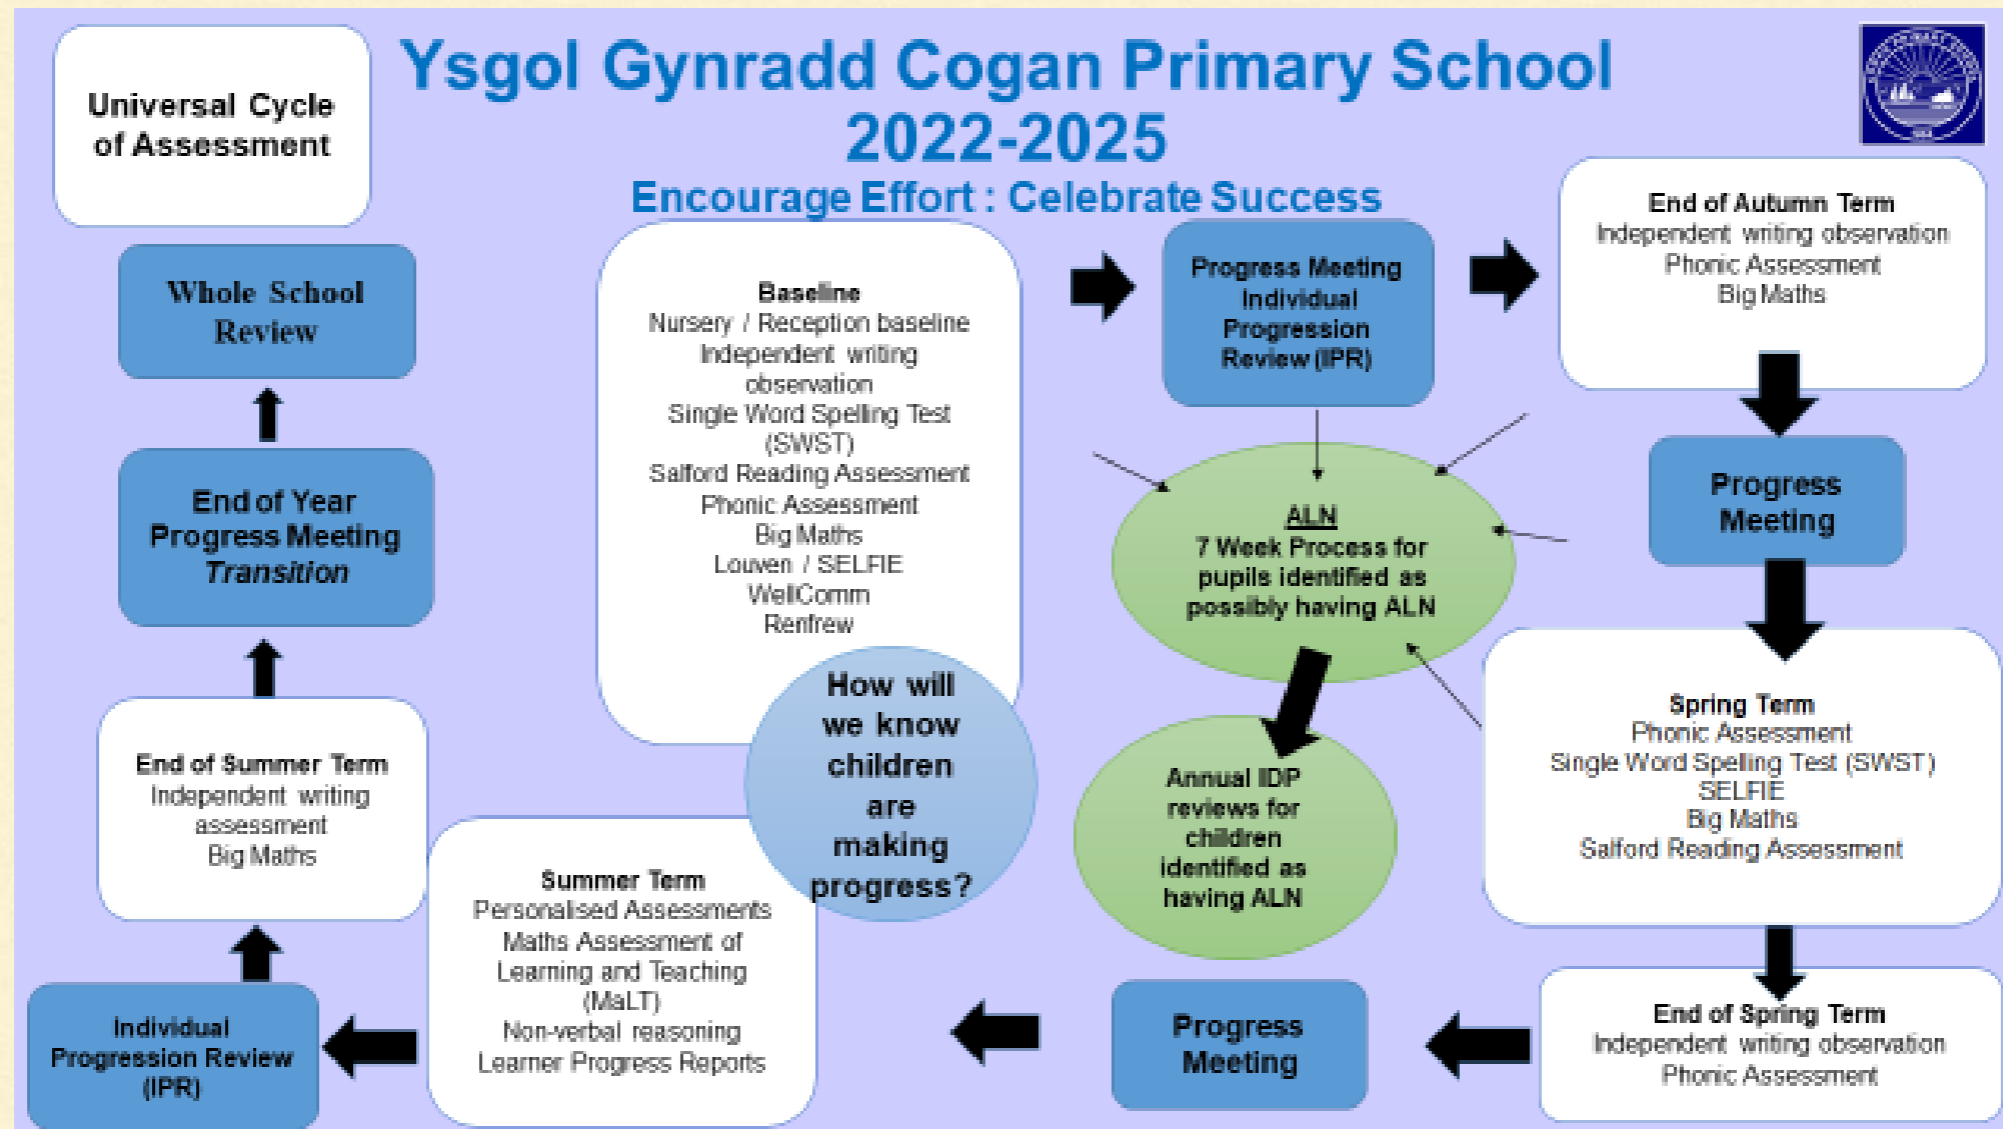 Universal Cycle
of Assessment
Ysgol Gynradd Cogan Primary School
2022-2025
Encourage Effort : Celebrate Success
Baseline
Nursery / Reception baseline
Independent writing
observation
Single Word Spelling Test
(SWST)
Salford Reading Assessment
Phonic Assessment
Big Maths
Louven / SELFIE
WellComm
Renfrew
Progress Meeting
Individual
Progression
Review (IPR)
End of Autumn Term
Independent writing observation
Phonic Assessment
Big Maths
Progress
Meeting
Spring Term
Phonic Assessment
Single Word Spelling Test (SWST)
SELFIE
Big Maths
Salford Reading Assessment
End of Spring Term
Independent writing observation
Phonic Assessment
Progress
Meeting
Summer Term
Personalised Assessments
Maths Assessment of
Learning and Teaching
(MaLT)
Non-verbal reasoning
Learner Progress Reports
Individual
Progression Review
(IPR)
End of Summer Term
Independent writing
assessment
Big Maths
End of Year
Progress Meeting
Transition
Whole School
Review
ALN
7 Week Process for
pupils identified as
possibly having ALN
Annual IDP
reviews for
children
identified as
having ALN
How will
we know
children
are
making
progress?